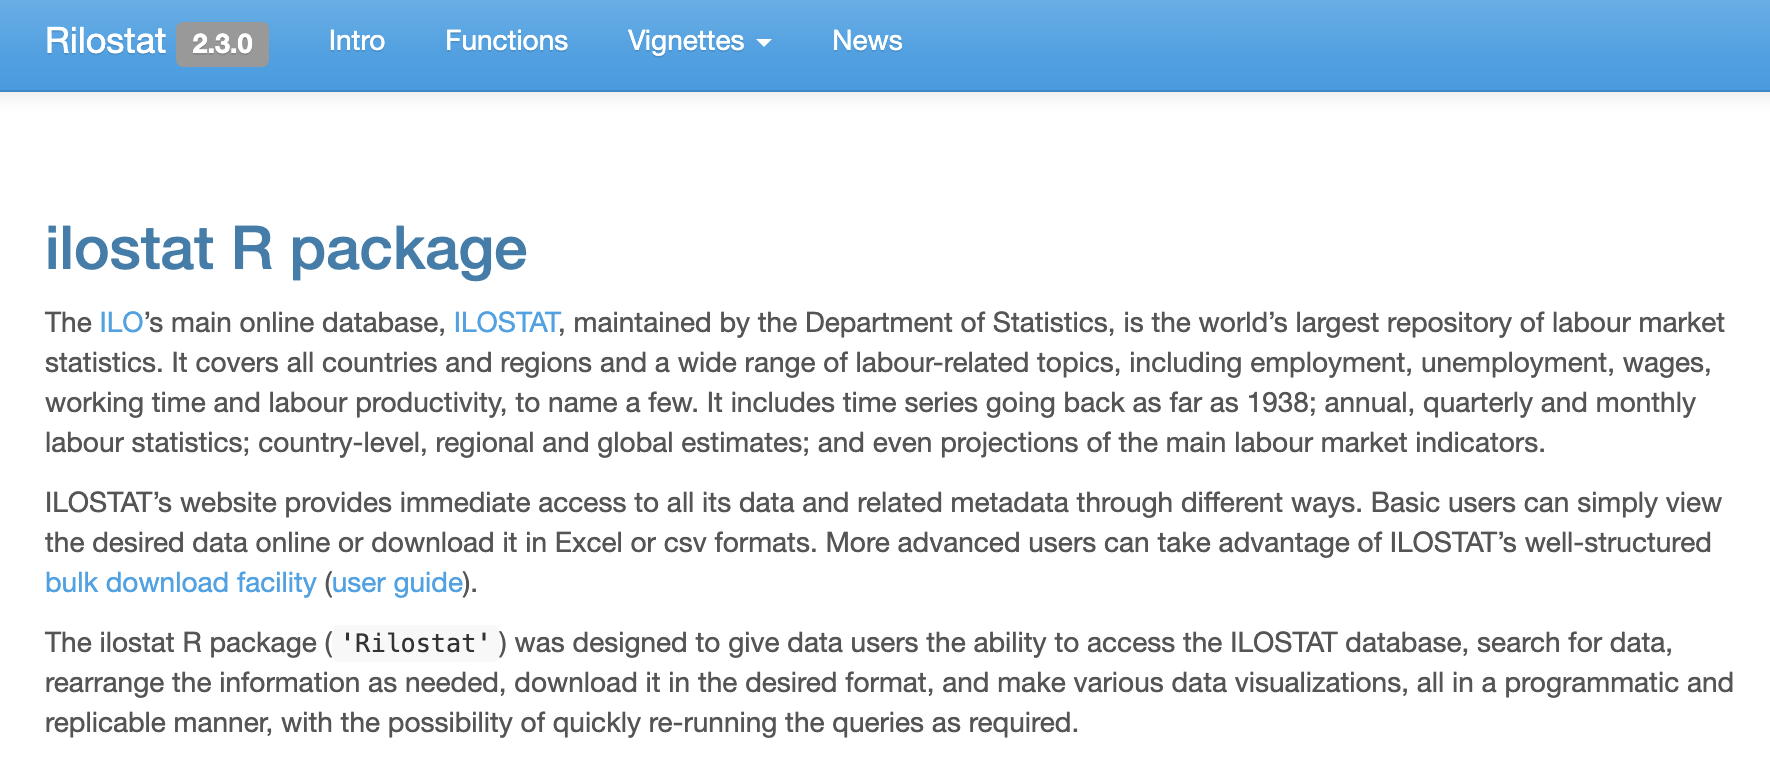 Rilostat 2.3.0 Intro Functions Vignettes News
ilostat R package
The ILO’s main online database, ILOSTAT, maintained by the Department of Statistics, is the world’s largest repository of labour market
statistics. It covers all countries and regions and a wide range of labour-related topics, including employment, unemployment, wages,
working time and labour productivity, to name a few. It includes time series going back as far as 1938; annual, quarterly and monthly
labour statistics; country-level, regional and global estimates; and even projections of the main labour market indicators.
ILOSTAT’s website provides immediate access to all its data and related metadata through different ways. Basic users can simply view
the desired data online or download it in Excel or csv formats. More advanced users can take advantage of ILOSTAT’s well-structured
bulk download facility (user guide).
The ilostat R package ( 'Rilostat' ) was designed to give data users the ability to access the ILOSTAT database, search for data,
rearrange the information as needed, download it in the desired format, and make various data visualizations, all in a programmatic and
replicable manner, with the possibility of quickly re-running the queries as required.